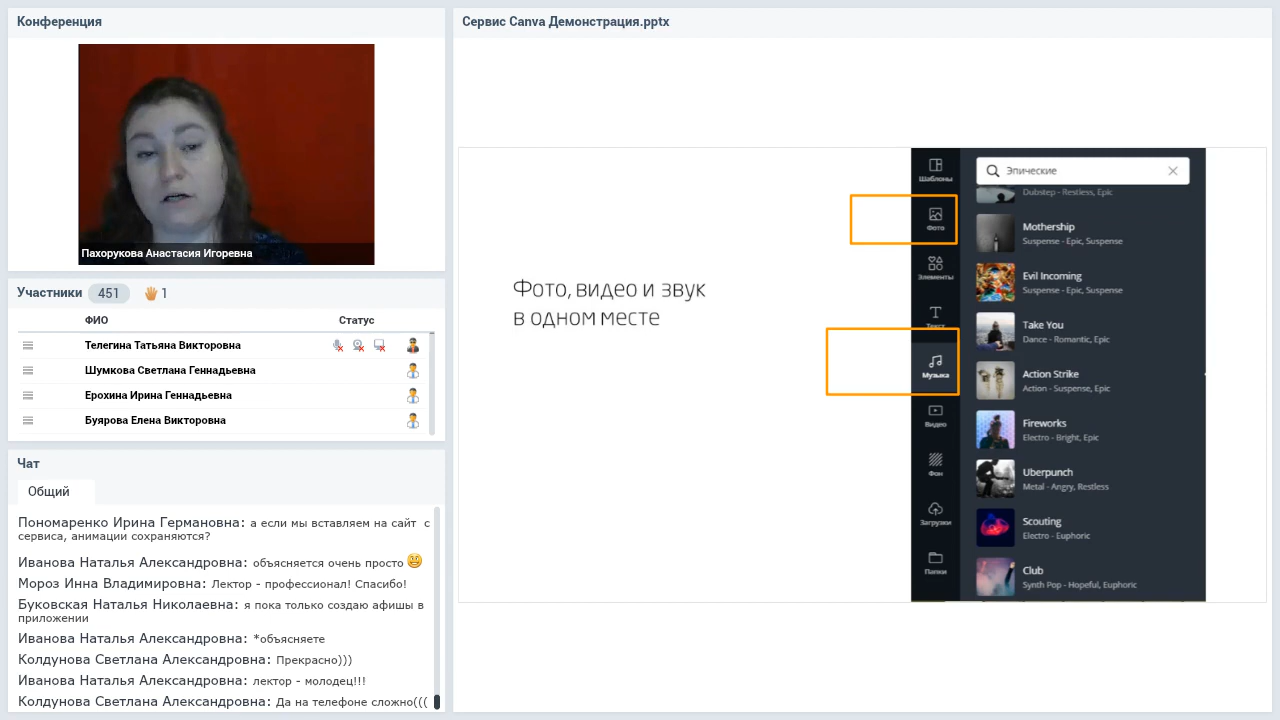 Конференция
Пахорукова Анастасия Игоревна
Участники 451 1
ФИО Статус
Телегина Татьяна Викторовна
Шумкова Светлана Геннадьевна
Ерохина Ирина Геннадьевна
Буярова Елена Викторовна
Чат
Общий
Пономаренко Ирина Германовна: а если мы вставляем на сайт с
сервиса, анимации сохраняются?
Иванова Наталья Александровна: объясняется очень просто
Мороз Инна Владимировна: Лектор - профессионал! Спасибо!
Буковская Наталья Николаевна: я пока только создаю афишы в
приложении
Иванова Наталья Александровна: *объясняете
Колдунова Светлана Александровна: Прекрасно)))
Иванова Наталья Александровна: лектор - молодец!!!
Колдунова Светлана Александровна: Да на телефоне сложно(((
Сервис Canva Демонстрация.pptx
Фото, видео и звук
в одном месте
Шаблоны
Фото
Элементы
Текст
Музыка
Видео
Фон
Загрузки
Папки
Эпические
Dubstep - Restless, Epic
Mothership
Suspense - Epic, Suspense
Evil Incoming
Suspense - Epic, Suspense
Take You
Dance - Romantic, Epic
Action Strike
Action - Suspense, Epic
Fireworks
Electro - Bright, Epic
Uberpunch
Metal - Angry, Restless
Scouting
Electro - Euphoric
Club
Synth Pop - Hopeful, Euphoric